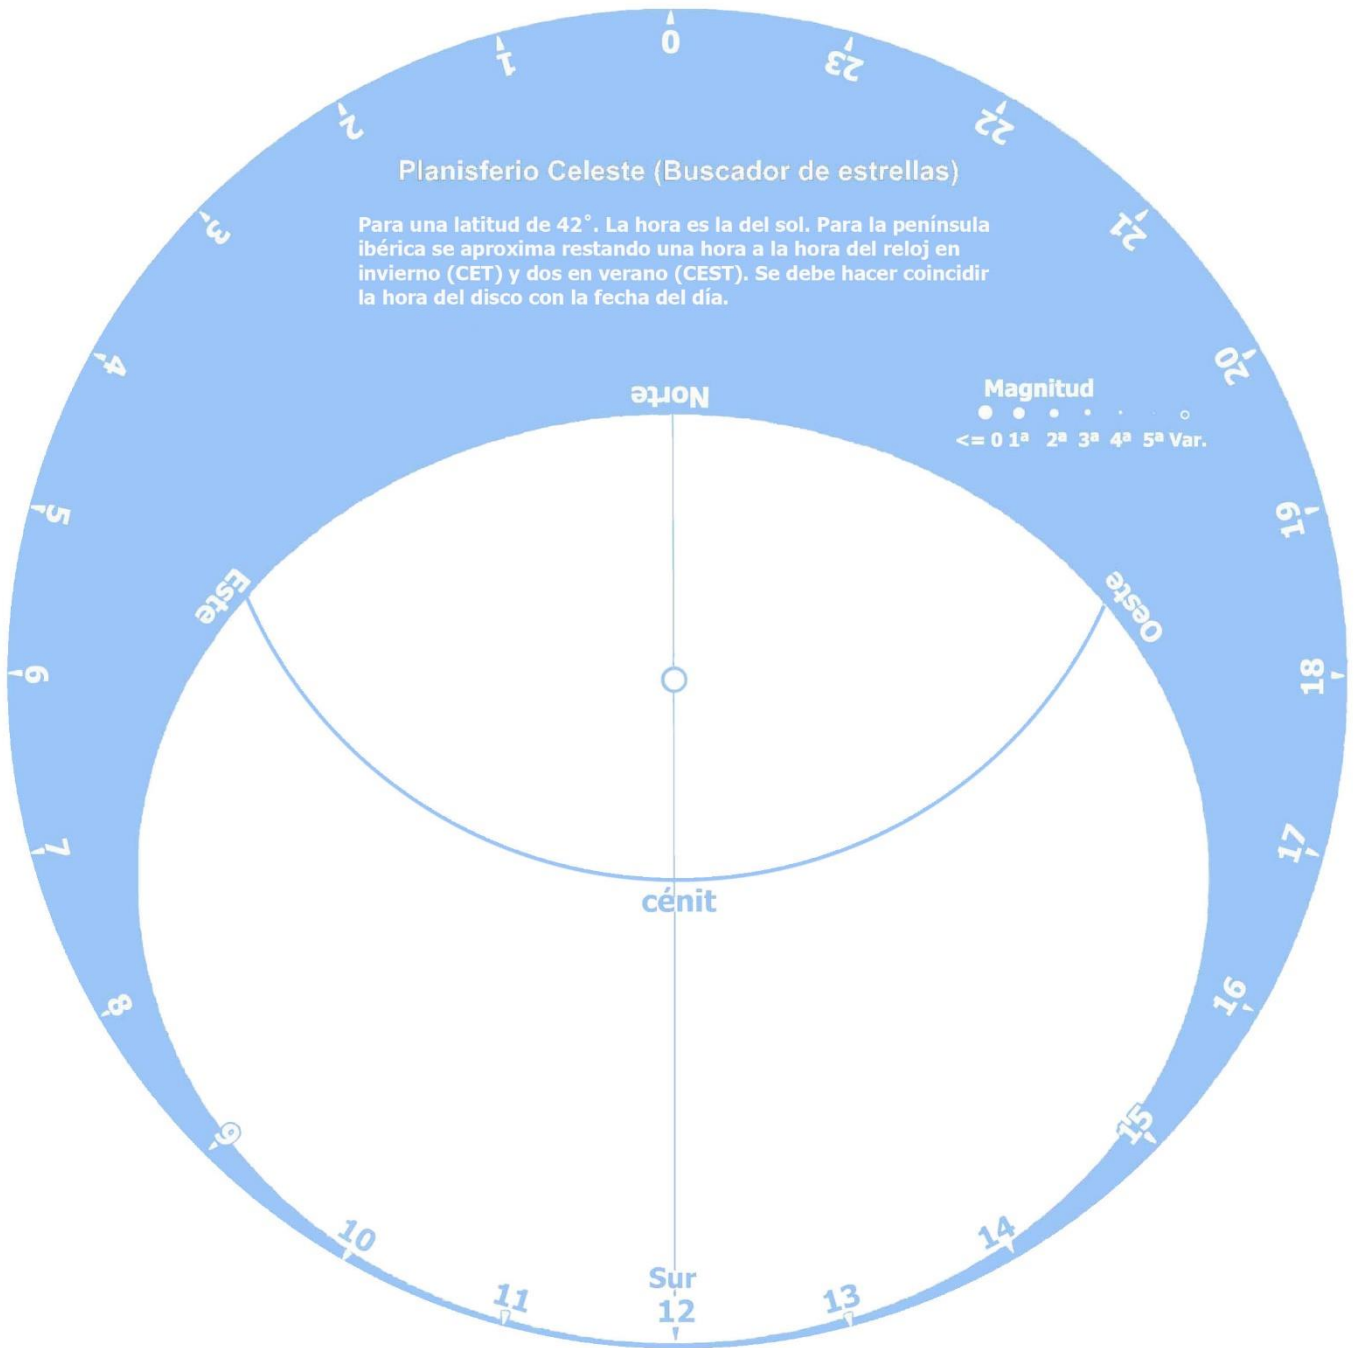 0
1
23
2
22
Planisferio Celeste (Buscador de estrellas)
3
21
Para una latitud de 42°. La hora es la del sol. Para la península
ibérica se aproxima restando una hora a la hora del reloj en
invierno (CET) y dos en verano (CEST). Se debe hacer coincidir
la hora del disco con la fecha del día.
4
20
Norte
Magnitud
<= 0 1ª 2ª 3ª 4ª 5ª Var.
5
19
Este
Oeste
6
18
7
17
cénit
8
16
9
15
10
14
Sur
11
12
13